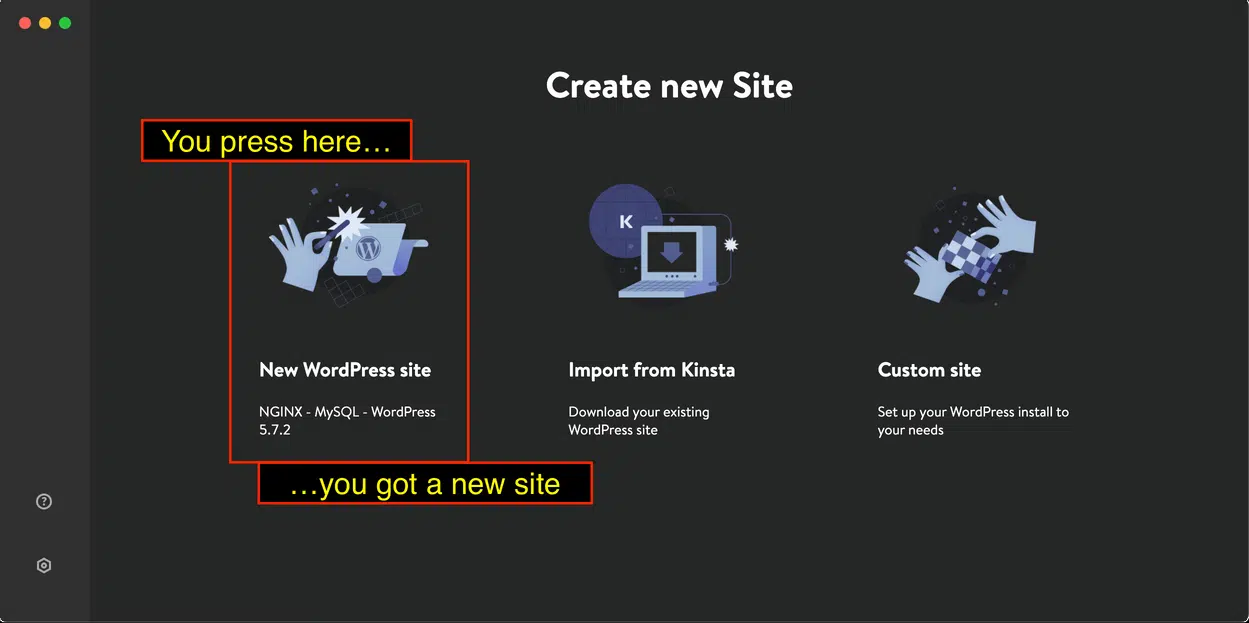 Create new Site
You press here…
K
W
New WordPress site
NGINX - MySQL - WordPress
5.7.2
Import from Kinsta
Download your existing
WordPress site
Custom site
Set up your WordPress install to
your needs
…you got a new site
?